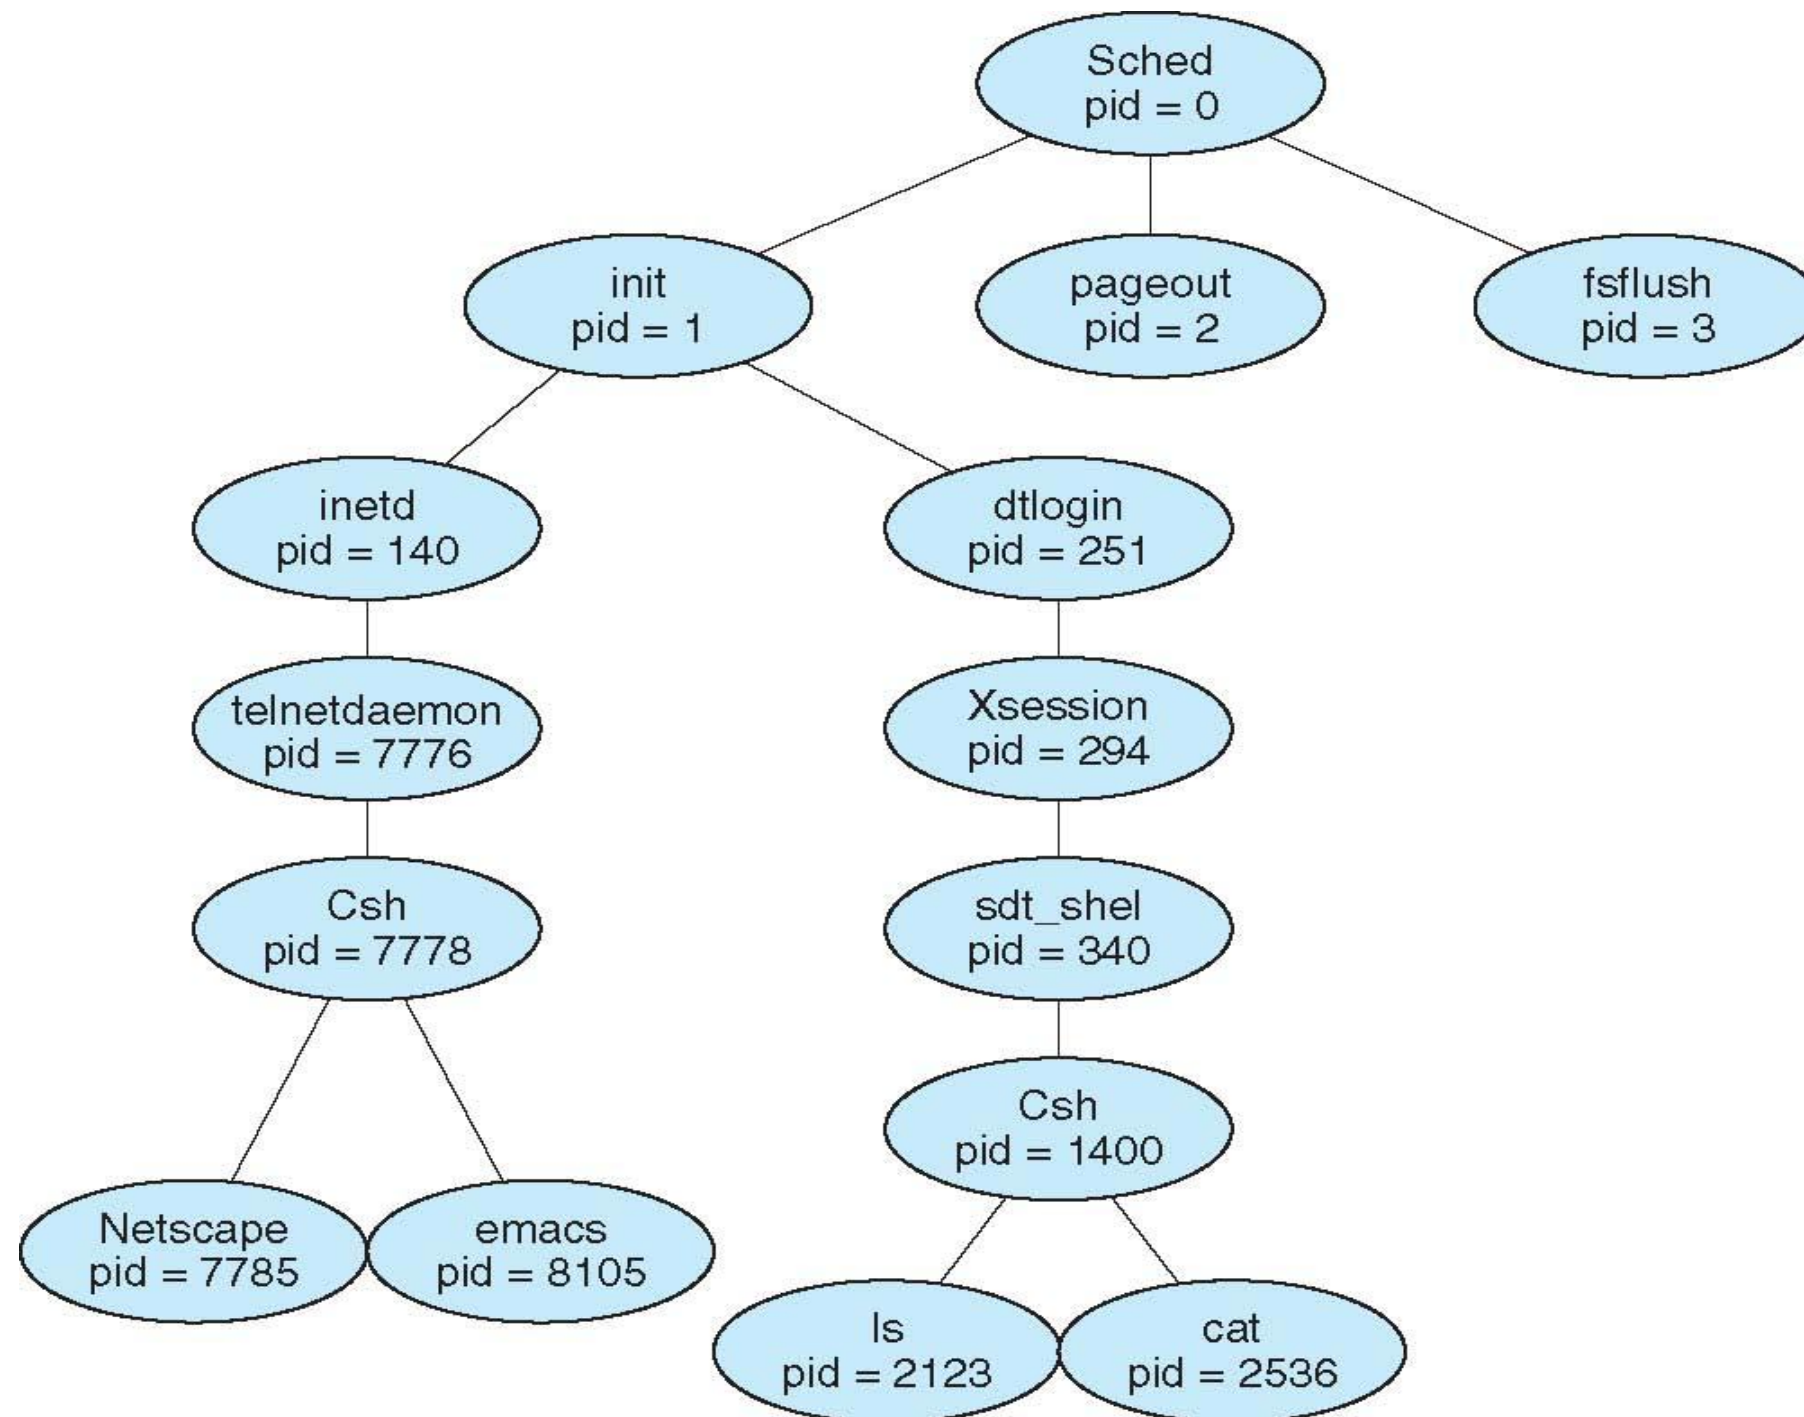 Sched
pid = 0
init
pid = 1
pageout
pid = 2
fsflush
pid = 3
inetd
pid = 140
dtlogin
pid = 251
telnetdaemon
pid = 7776
Xsession
pid = 294
Csh
pid = 7778
sdt_shel
pid = 340
Csh
pid = 1400
Netscape
pid = 7785
emacs
pid = 8105
ls
pid = 2123
cat
pid = 2536